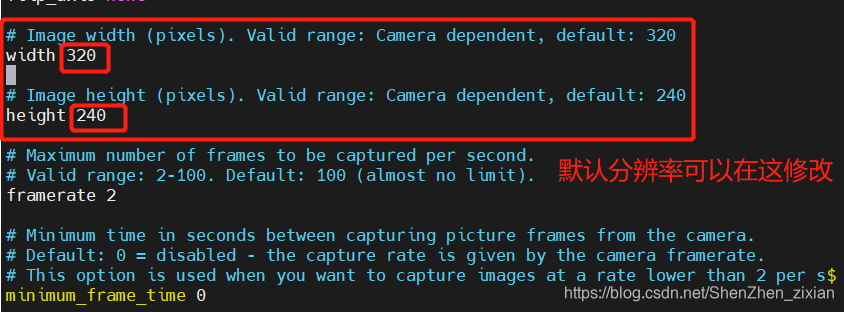 # Image width (pixels). Valid range: Camera dependent, default: 320
width 320
# Image height (pixels). Valid range: Camera dependent, default: 240
height 240
# Maximum number of frames to be captured per second.
# Valid range: 2-100. Default: 100 (almost no limit).
默认分辨率可以在这修改
framerate 2
# Minimum time in seconds between capturing picture frames from the camera.
# Default: 0 = disabled - the capture rate is given by the camera framerate.
# This option is used when you want to capture images at a rate lower than 2 per s$
minimum_frame_time 0
https://blog.csdn.net/ShenZhen_zixian